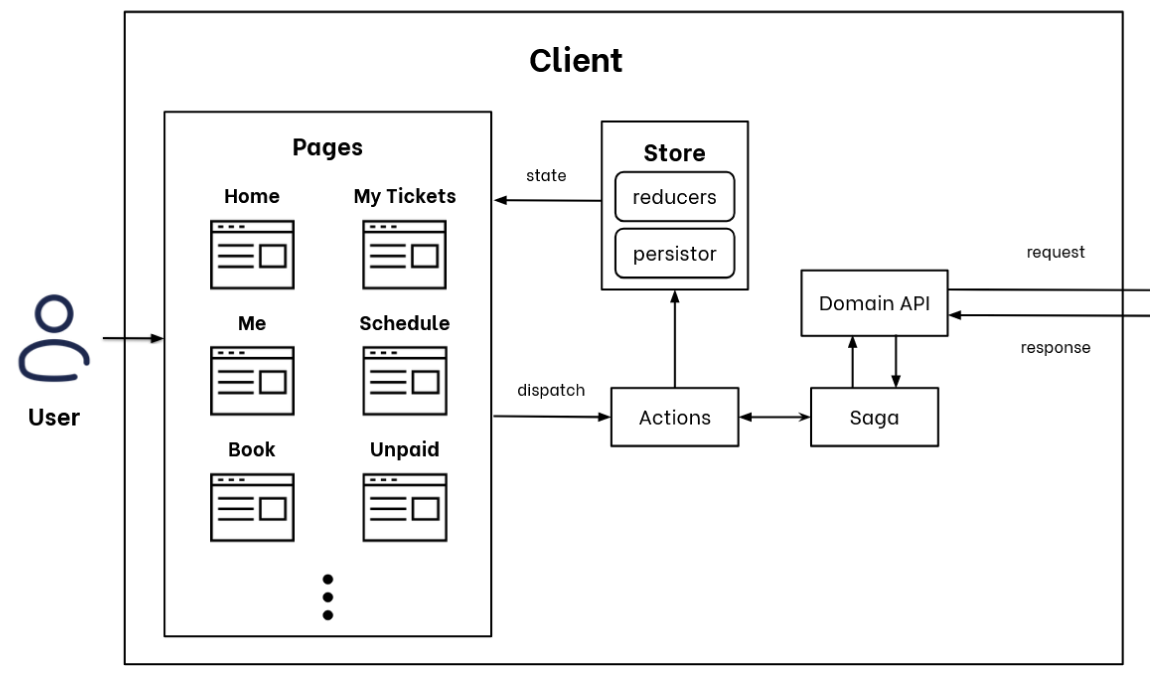 Client
Pages
Home
My Tickets
Me
Schedule
Book
Unpaid
User
state
dispatch
Store
reducers
persistor
Actions
Saga
Domain API
request
response